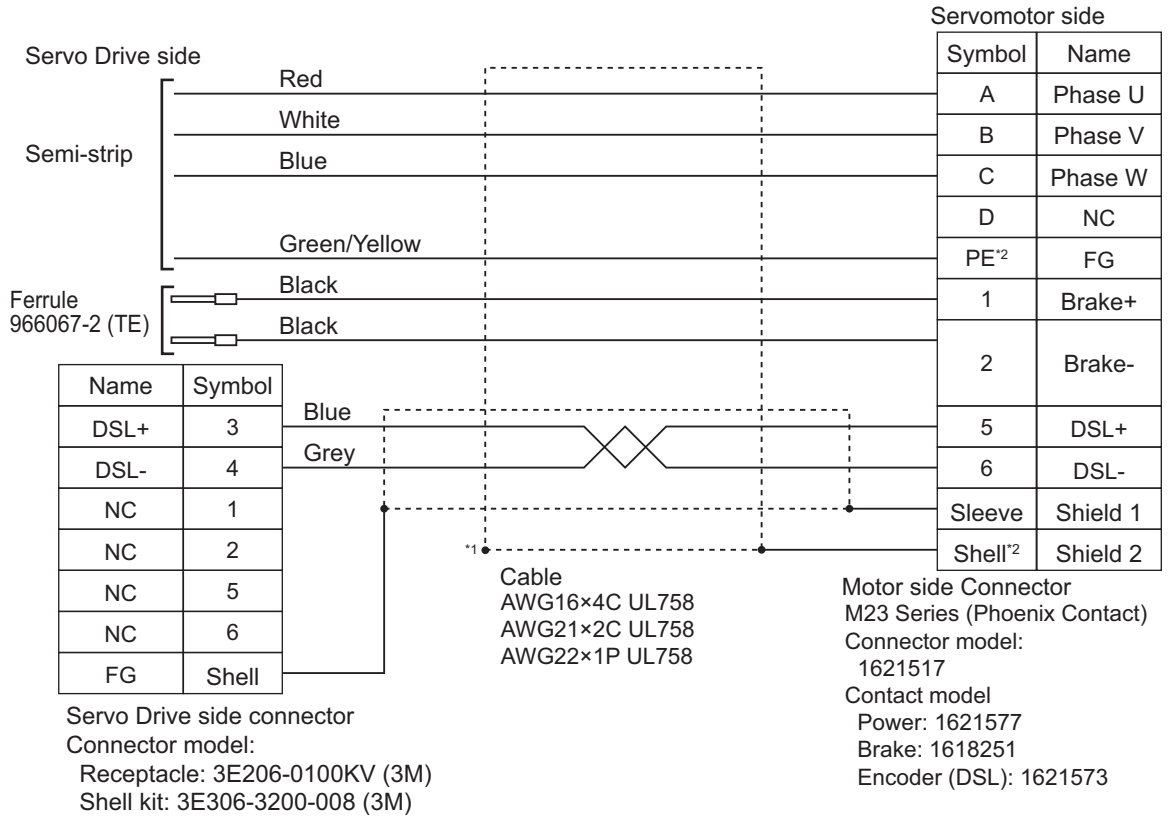 Servomotor side
Servo Drive side
Symbol Name
Red
A Phase U
White
B Phase V
Semi-strip
Blue
C Phase W
D NC
Green/Yellow
PE*2 FG
Ferrule
966067-2 (TE)
Black
1 Brake+
Black
2 Brake-
Name Symbol
DSL+ 3
Blue
5 DSL+
DSL- 4
Grey
6 DSL-
NC 1
Sleeve Shield 1
NC 2
*1
Shell*2 Shield 2
NC 5
NC 6
FG Shell
Cable
AWG16×4C UL758
AWG21×2C UL758
AWG22×1P UL758
Motor side Connector
M23 Series (Phoenix Contact)
Connector model:
1621517
Contact model
Power: 1621577
Brake: 1618251
Encoder (DSL): 1621573
Servo Drive side connector
Connector model:
Receptacle: 3E206-0100KV (3M)
Shell kit: 3E306-3200-008 (3M)